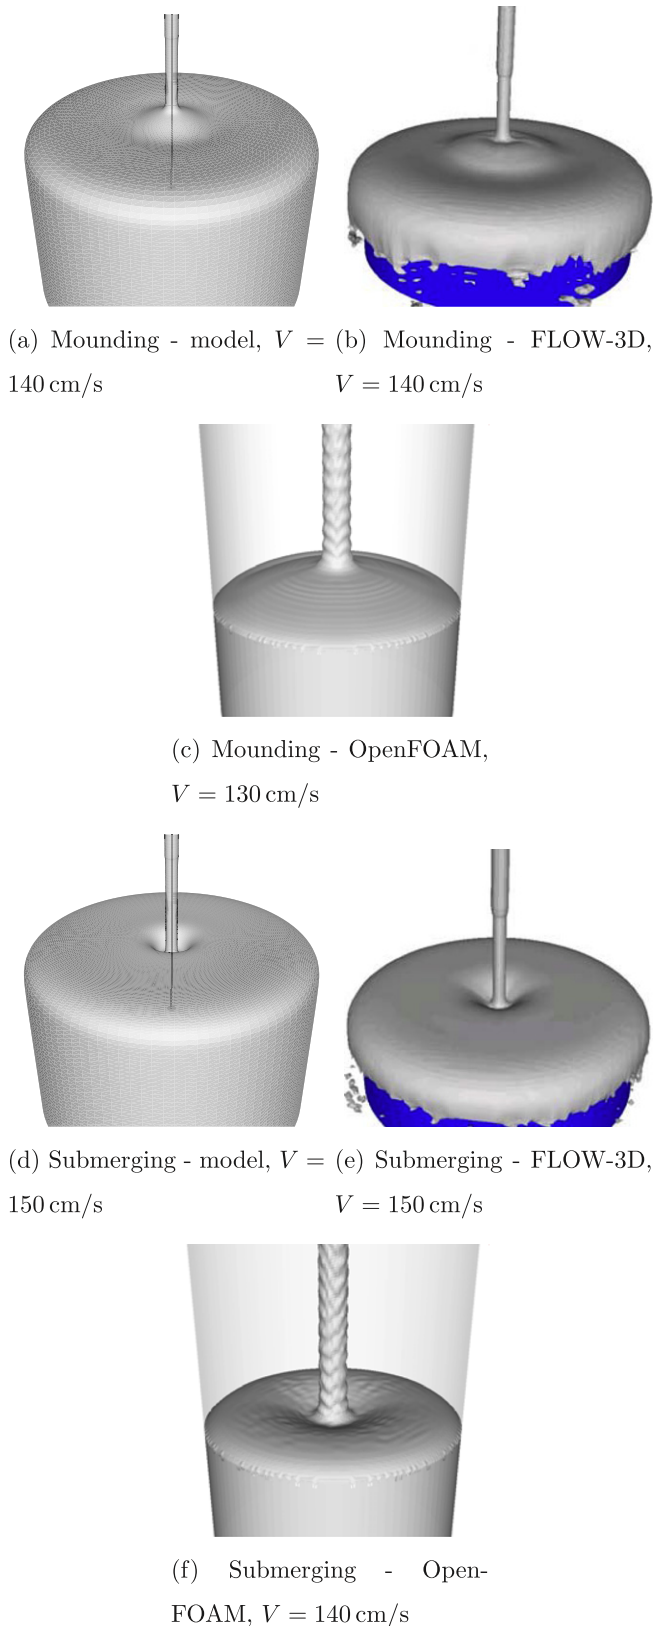 (a) Mounding - model, V =
140 cm/s
(b) Mounding - FLOW-3D,
V = 140 cm/s
(c) Mounding - OpenFOAM,
V = 130 cm/s
(d) Submerging - model, V =
150 cm/s
(e) Submerging - FLOW-3D,
V = 150 cm/s
(f) Submerging - Open-
FOAM, V = 140 cm/s